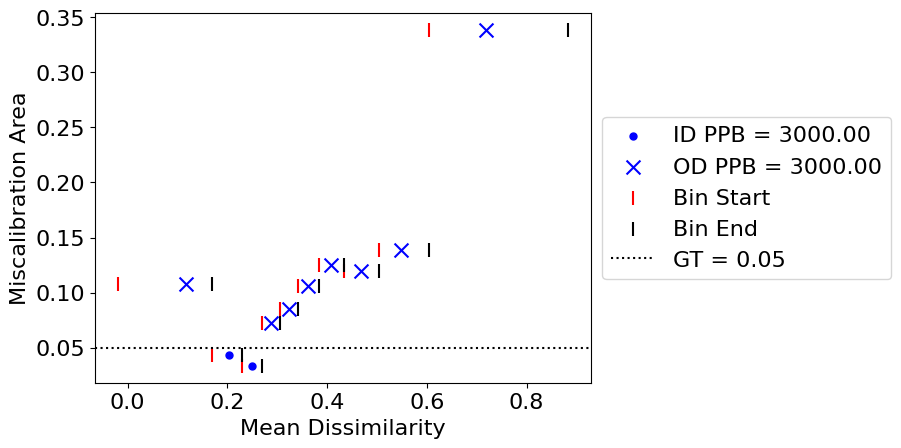 0.35
0.30
0.25
0.20
0.15
0.10
0.05
Miscalibration Area
0.0 0.2 0.4 0.6 0.8
Mean Dissimilarity
ID PPB = 3000.00
OD PPB = 3000.00
Bin Start
Bin End
GT = 0.05